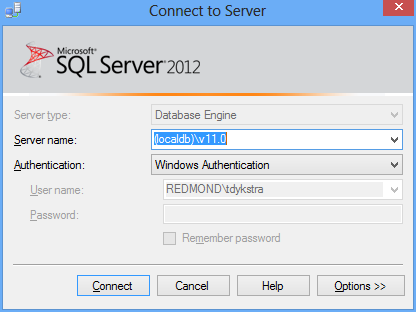 Connect to Server
Microsoft®
SQL Server® 2012
Server type: Database Engine
Server name: (localdb)\v11.0
Authentication: Windows Authentication
User name: REDMOND\tdykstra
Password:
Remember password
Connect Cancel Help Options >>